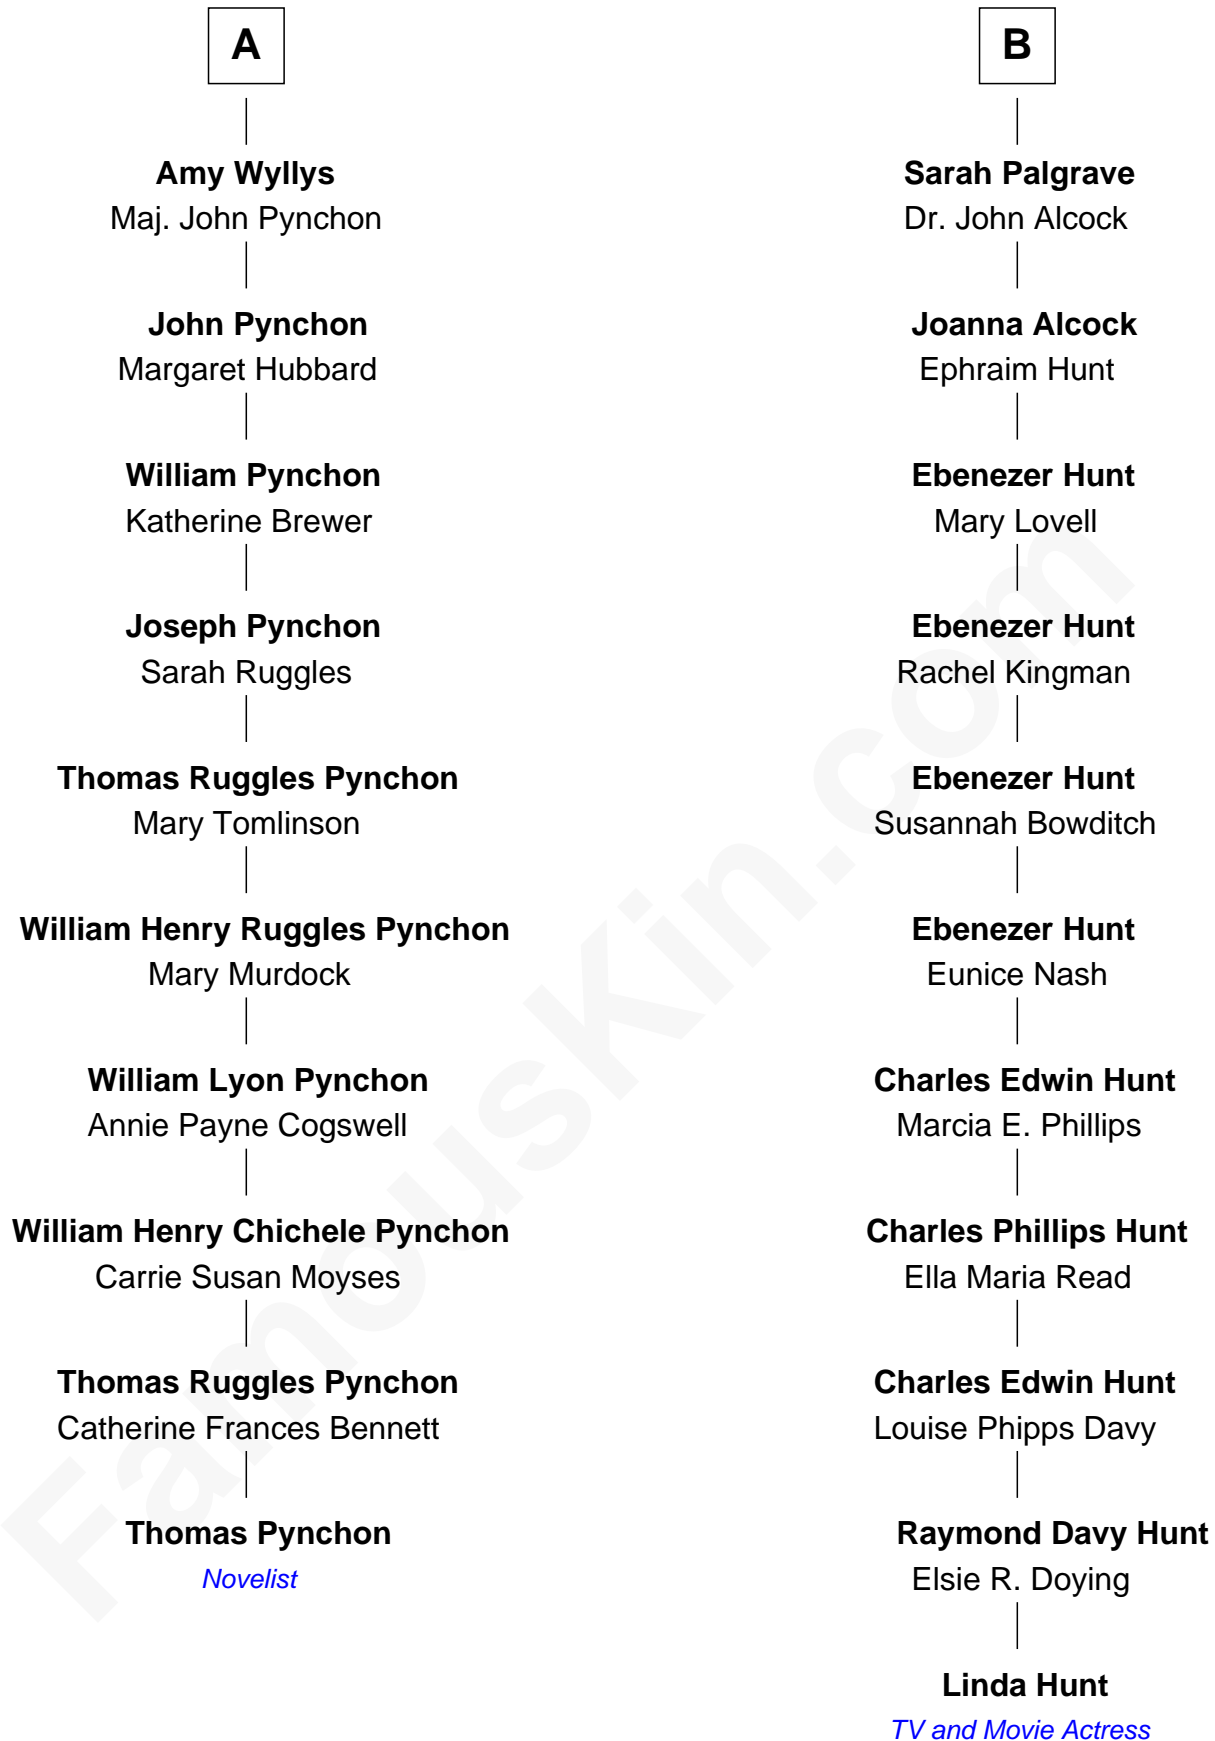 A
Amy Wyllys
Maj. John Pynchon
John Pynchon
Margaret Hubbard
William Pynchon
Katherine Brewer
Joseph Pynchon
Sarah Ruggles
Thomas Ruggles Pynchon
Mary Tomlinson
William Henry Ruggles Pynchon
Mary Murdock
William Lyon Pynchon
Annie Payne Cogswell
William Henry Chichele Pynchon
Carrie Susan Moyses
Thomas Ruggles Pynchon
Catherine Frances Bennett
Thomas Pynchon
Novelist
B
Sarah Palgrave
Dr. John Alcock
Joanna Alcock
Ephraim Hunt
Ebenezer Hunt
Mary Lovell
Ebenezer Hunt
Rachel Kingman
Ebenezer Hunt
Susannah Bowditch
Ebenezer Hunt
Eunice Nash
Charles Edwin Hunt
Marcia E. Phillips
Charles Phillips Hunt
Ella Maria Read
Charles Edwin Hunt
Louise Phipps Davy
Raymond Davy Hunt
Elsie R. Doying
Linda Hunt
TV and Movie Actress
FamousKin.com